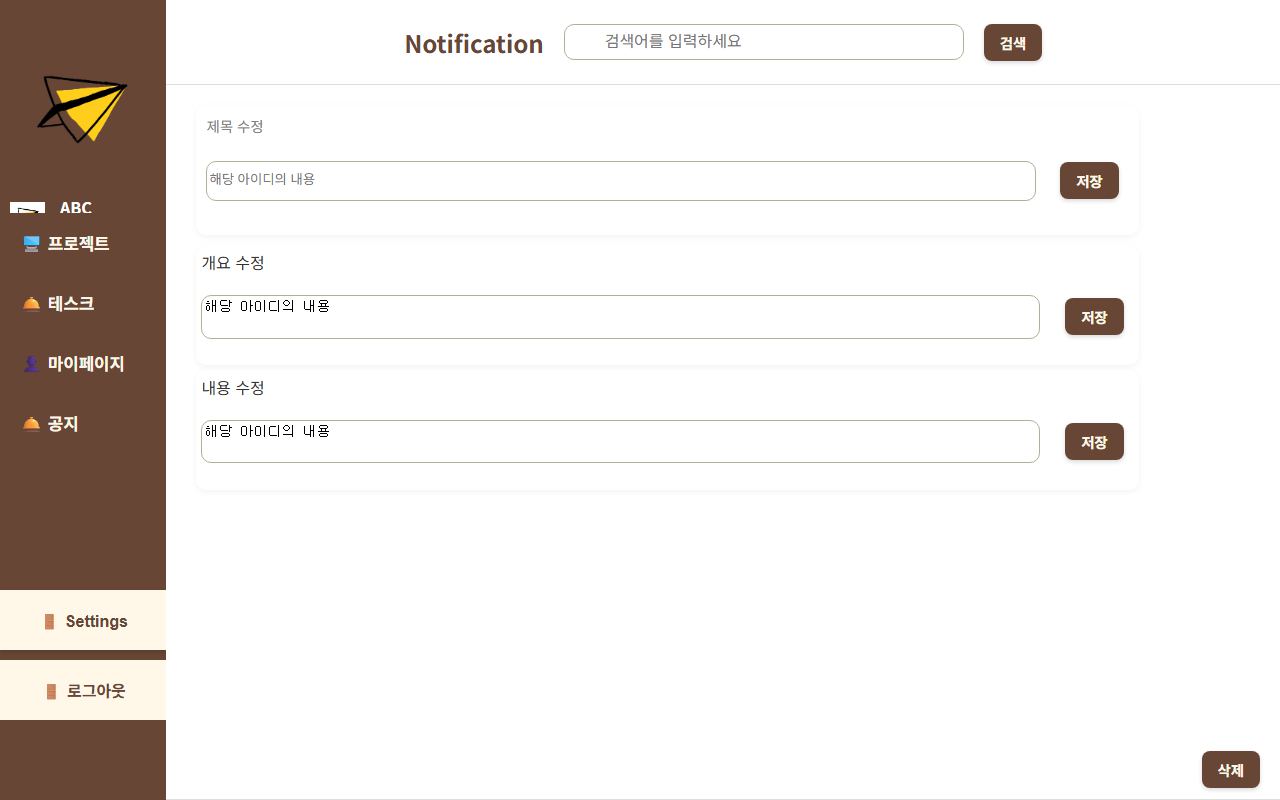 ABC
프로젝트
테스크
마이페이지
공지
Settings
로그아웃
Notification
검색어를 입력하세요
검색
제목 수정
해당 아이디의 내용
저장
개요 수정
해당 아이디의 내용
저장
내용 수정
해당 아이디의 내용
저장
삭제